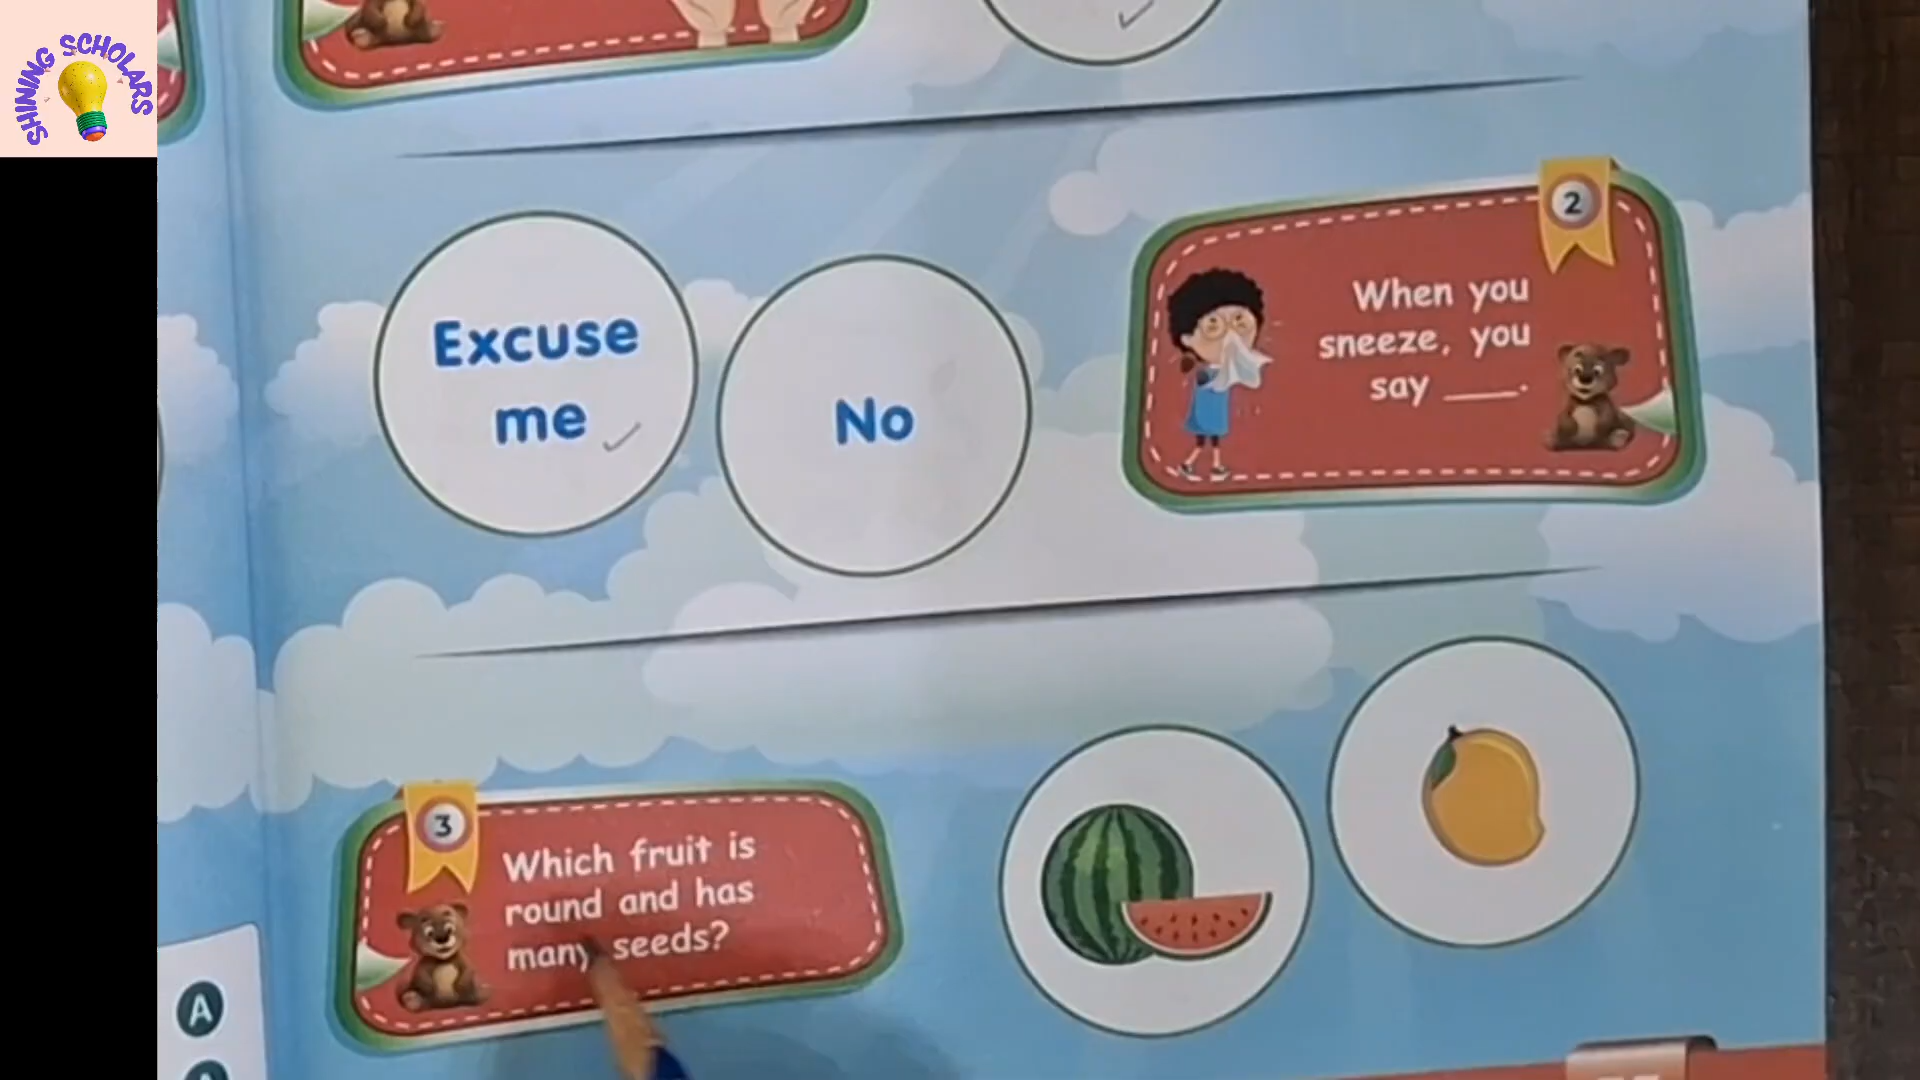 SHINING SCHOLARS
Excuse
me
No
2
When you
sneeze, you
say ____.
3
Which fruit is
round and has
many seeds?
A